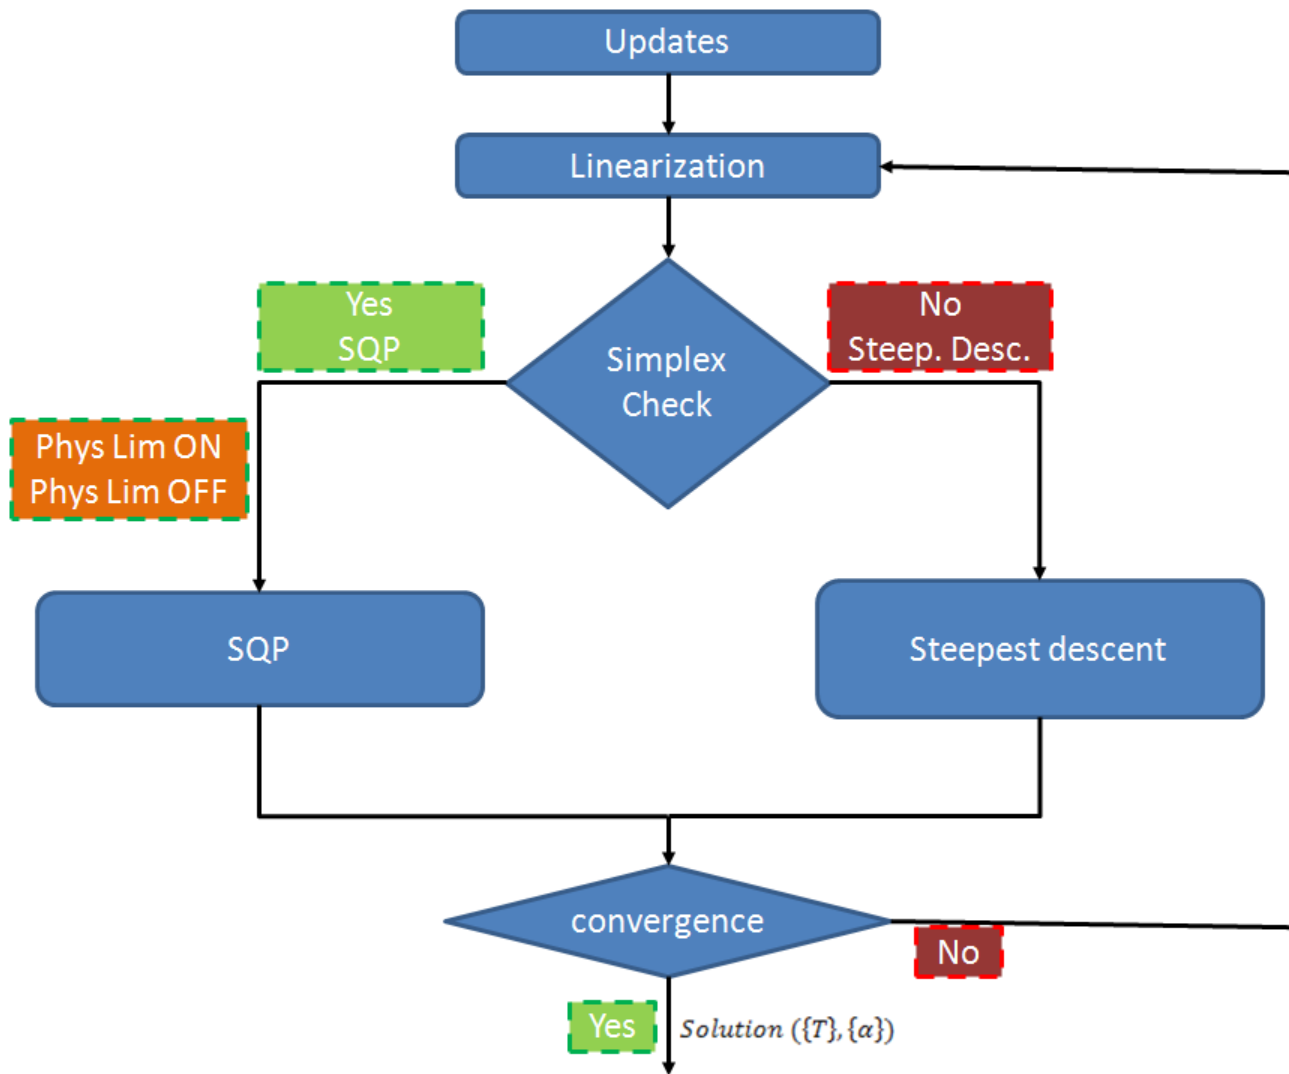 Updates
Linearization
Yes
SQP
No
Steep. Desc.
Simplex
Check
Phys Lim ON
Phys Lim OFF
SQP
Steepest descent
convergence
No
Yes
Solution ({T},{α})